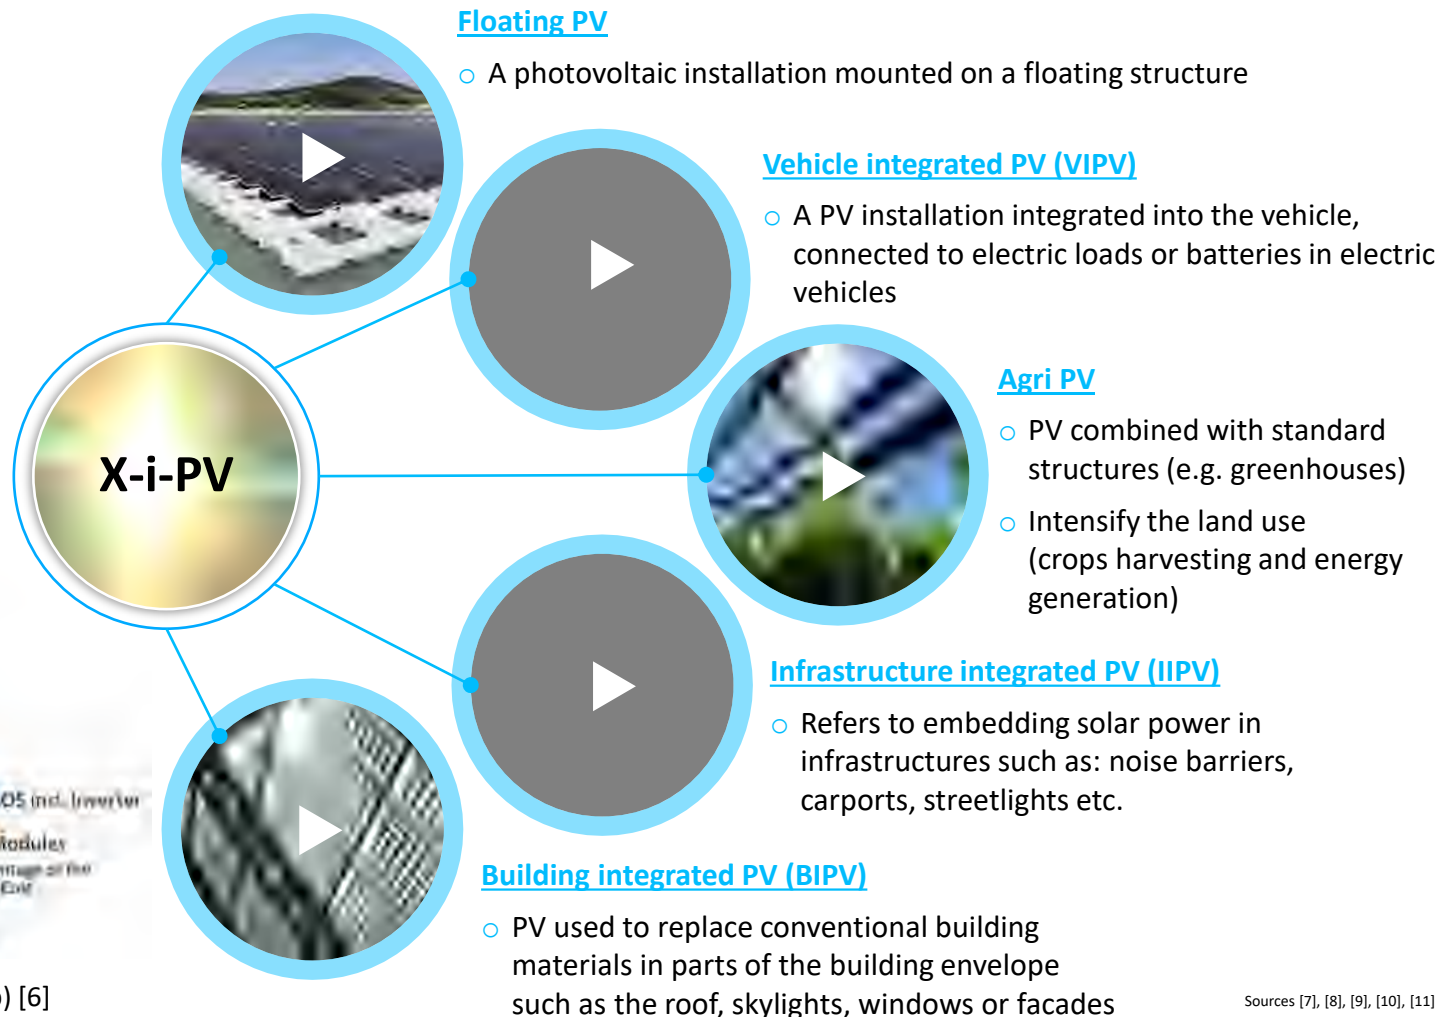 Floating PV
○ A photovoltaic installation mounted on a floating structure
Vehicle integrated PV (VIPV)
○ A PV installation integrated into the vehicle,
connected to electric loads or batteries in electric
vehicles
Agri PV
○ PV combined with standard
structures (e.g. greenhouses)
○ Intensify the land use
(crops harvesting and energy
generation)
X-i-PV
Infrastructure integrated PV (IIPV)
○ Refers to embedding solar power in
infrastructures such as: noise barriers,
carports, streetlights etc.
OS incl. Inverter
Modules
Building integrated PV (BIPV)
○ PV used to replace conventional building
materials in parts of the building envelope
such as the roof, skylights, windows or facades
) [6]
Sources [7], [8], [9], [10], [11]